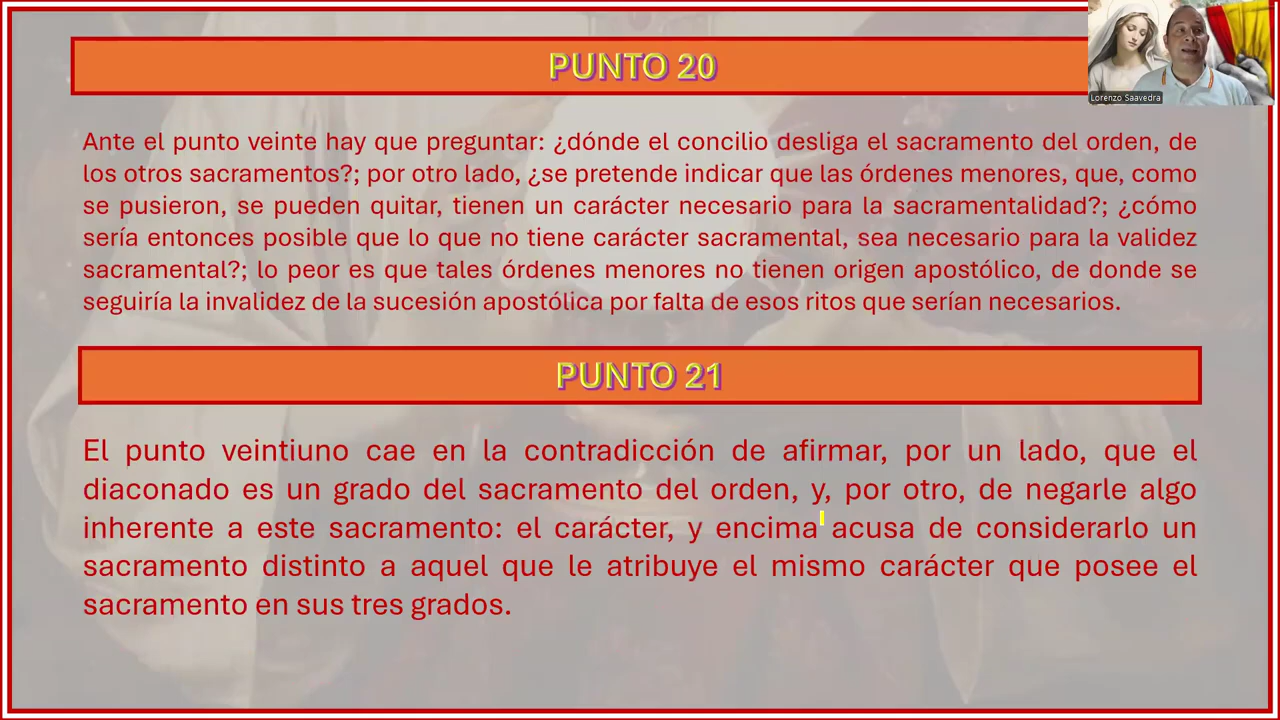 PUNTO 20
Lorenzo Saavedra
Ante el punto veinte hay que preguntar: ¿dónde el concilio desliga el sacramento del orden, de
los otros sacramentos?; por otro lado, ¿se pretende indicar que las órdenes menores, que, como
se pusieron, se pueden quitar, tienen un carácter necesario para la sacramentalidad?; ¿cómo
sería entonces posible que lo que no tiene carácter sacramental, sea necesario para la validez
sacramental?; lo peor es que tales órdenes menores no tienen origen apostólico, de donde se
seguiría la invalidez de la sucesión apostólica por falta de esos ritos que serían necesarios.
PUNTO 21
El punto veintiuno cae en la contradicción de afirmar, por un lado, que el
diaconado es un grado del sacramento del orden, y, por otro, de negarle algo
inherente a este sacramento: el carácter, y encima acusa de considerarlo un
sacramento distinto a aquel que le atribuye el mismo carácter que posee el
sacramento en sus tres grados.